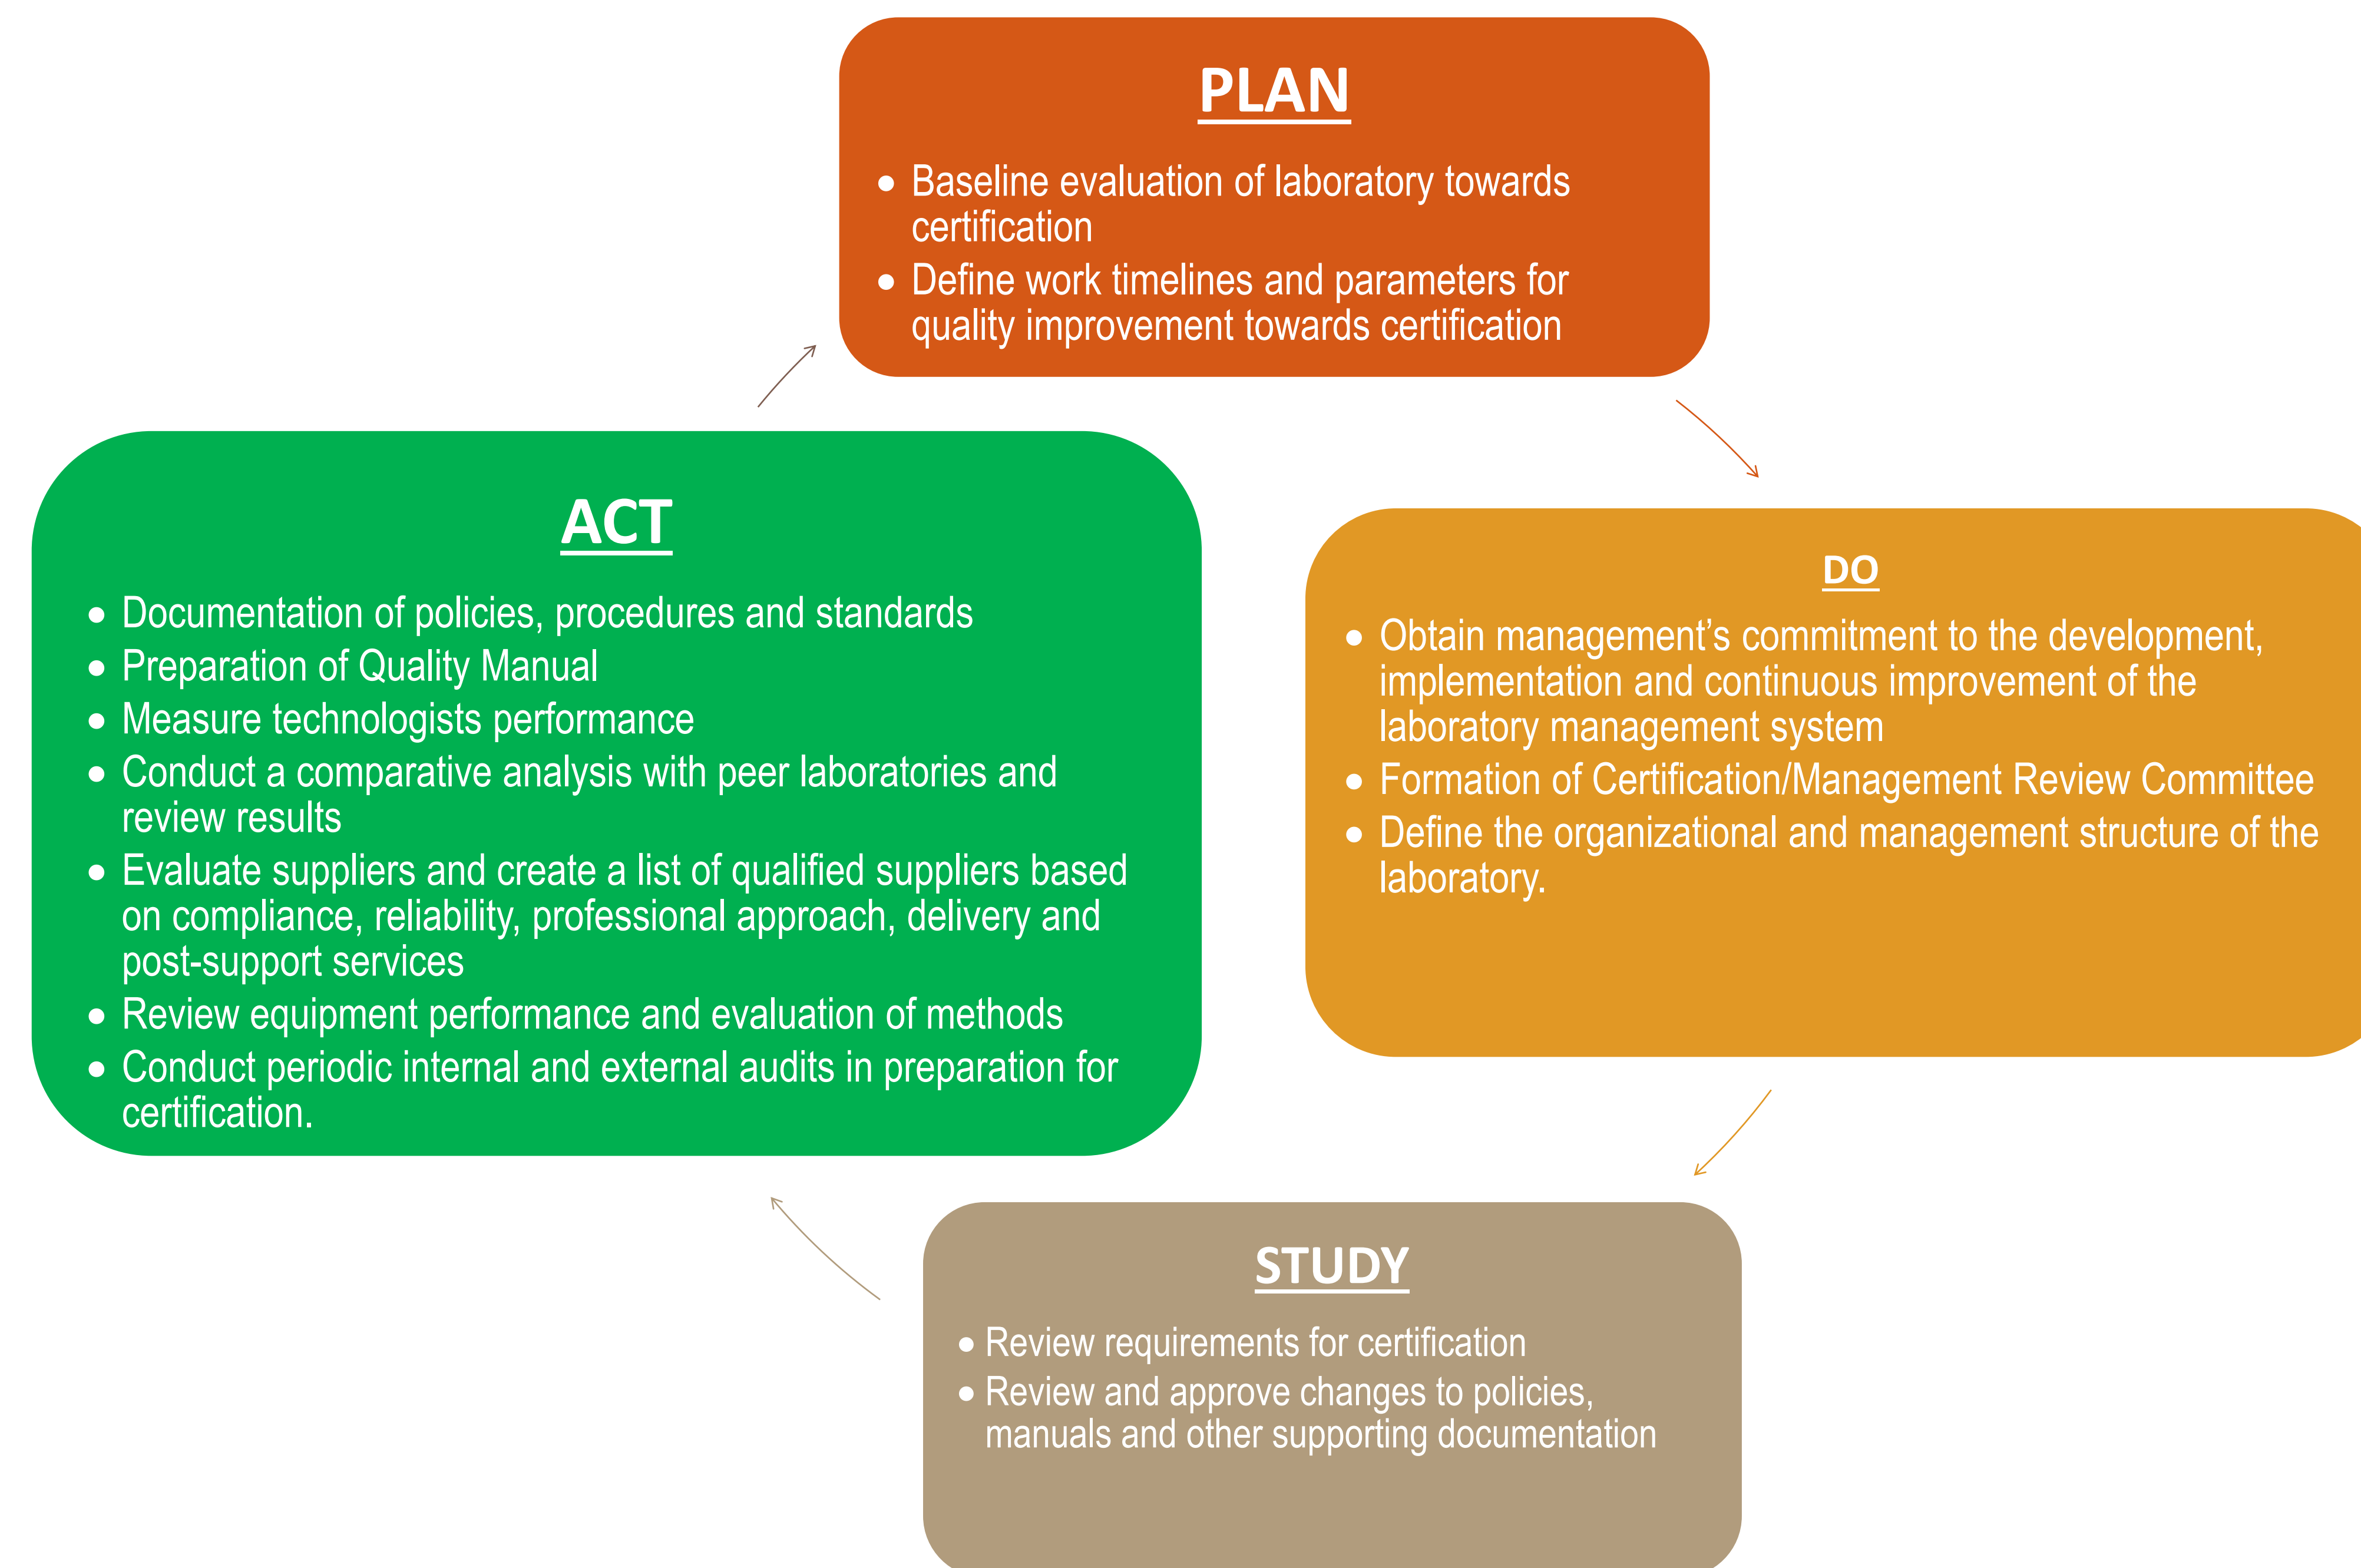 PLAN
● Baseline evaluation of laboratory towards
certification
● Define work timelines and parameters for
quality improvement towards certification
DO
● Obtain management’s commitment to the development,
implementation and continuous improvement of the
laboratory management system
● Formation of Certification/Management Review Committee
● Define the organizational and management structure of the
laboratory.
STUDY
● Review requirements for certification
● Review and approve changes to policies,
manuals and other supporting documentation
ACT
● Documentation of policies, procedures and standards
● Preparation of Quality Manual
● Measure technologists performance
● Conduct a comparative analysis with peer laboratories and
review results
● Evaluate suppliers and create a list of qualified suppliers based
on compliance, reliability, professional approach, delivery and
post-support services
● Review equipment performance and evaluation of methods
● Conduct periodic internal and external audits in preparation for
certification.